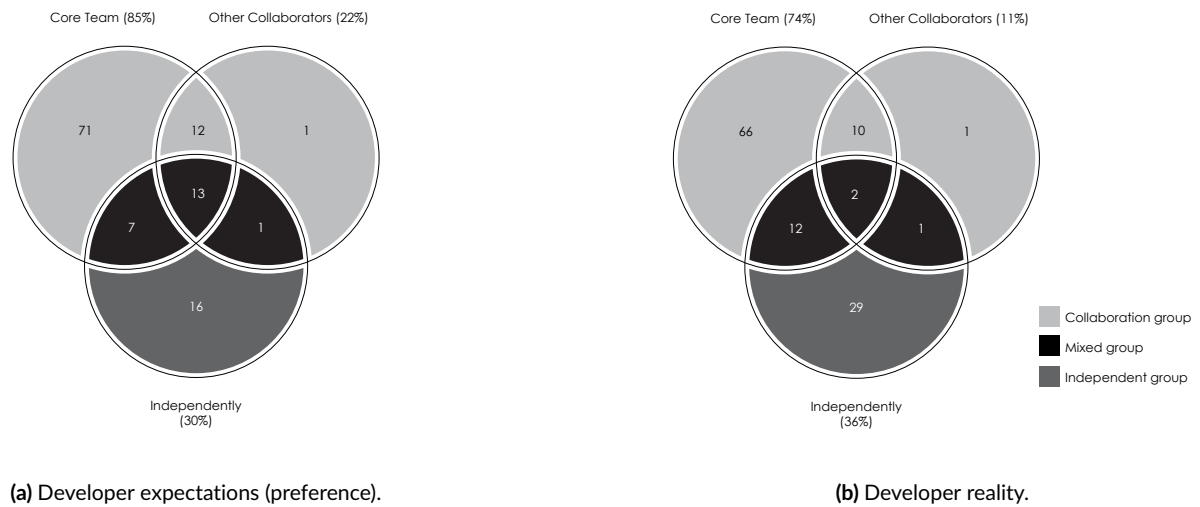 Core Team (85%)
Other Collaborators (22%)
71
12
1
13
7
1
16
Independently
(30%)
(a) Developer expectations (preference).
Core Team (74%)
Other Collaborators (11%)
66
10
1
2
12
1
29
Independently
(36%)
Collaboration group
Mixed group
Independent group
(b) Developer reality.